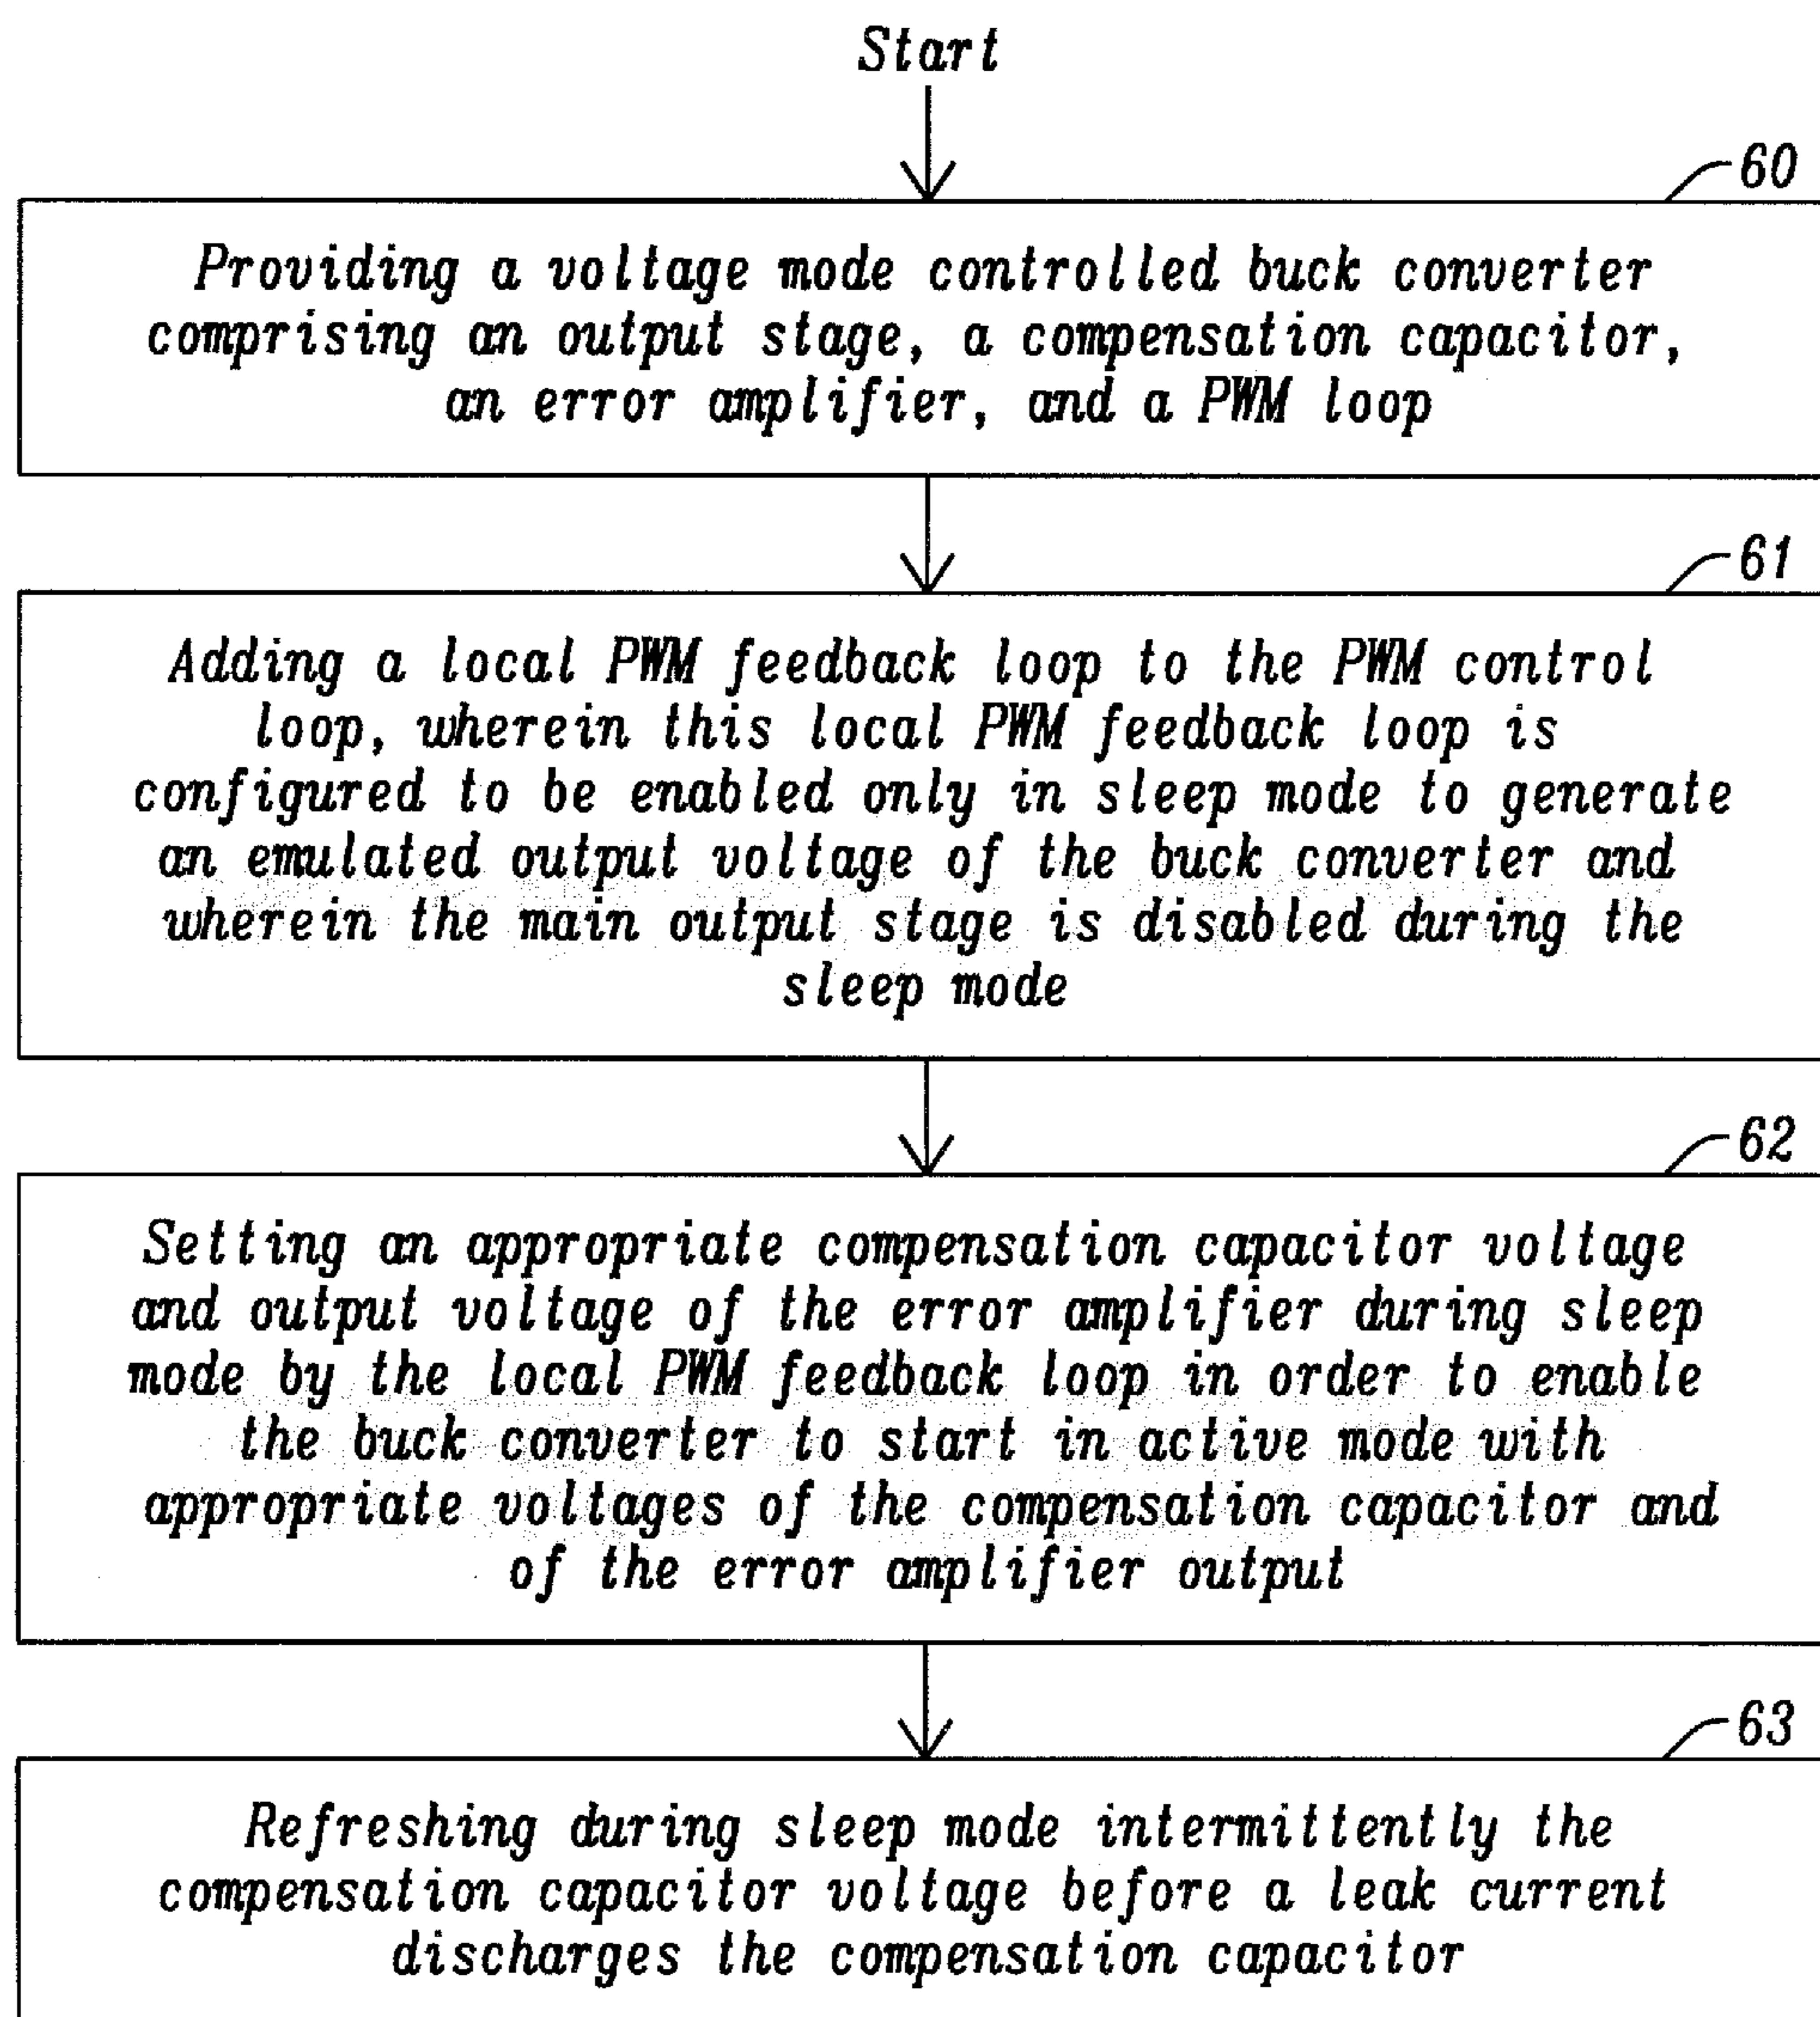 Start
60
Providing a voltage mode controlled buck converter
comprising an output stage, a compensation capacitor,
an error amplifier, and a PWM loop
61
Adding a local PWM feedback loop to the PWM control
loop, wherein this local PWM feedback loop is
configured to be enabled only in sleep mode to generate
an emulated output voltage of the buck converter and
wherein the main output stage is disabled during the
sleep mode
62
Setting an appropriate compensation capacitor voltage
and output voltage of the error amplifier during sleep
mode by the local PWM feedback loop in order to enable
the buck converter to start in active mode with
appropriate voltages of the compensation capacitor and
of the error amplifier output
63
Refreshing during sleep mode intermittently the
compensation capacitor voltage before a leak current
discharges the compensation capacitor